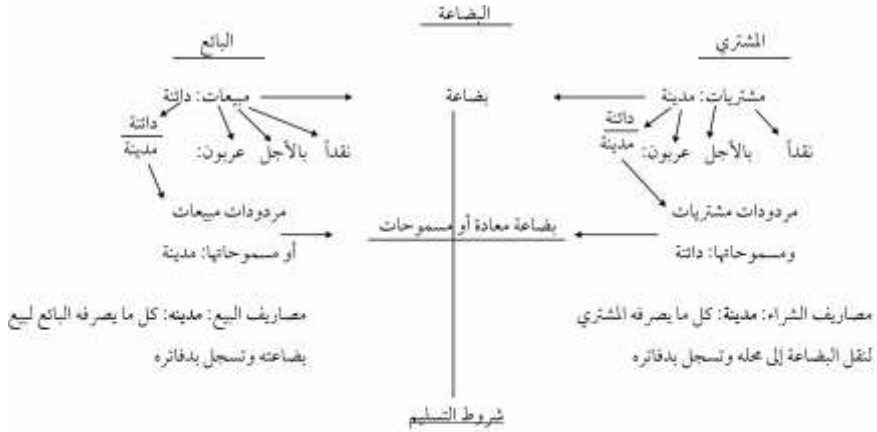 البضاعة
المشتري
البائع
مشتريات: مدينة
بضاعة
مبيعات: دائنة
نقداً
بالأجل
عربون:
دائنة
مدينة
نقداً
بالأجل
عربون:
دائنة
مدينة
مردودات مشتريات
ومسموحاتها: دائنة
بضاعة معادة أو مسموحات
مردودات مبيعات
أو مسموحاتها: مدينة
مصاريف الشراء: مدينة: كل ما يصرفه المشتري
لنقل البضاعة إلى محله وتسجل بدفاتره
مصاريف البيع: مدينه: كل ما يصرفه البائع لبيع
بضاعته وتسجل بدفاتره
شروط التسليم